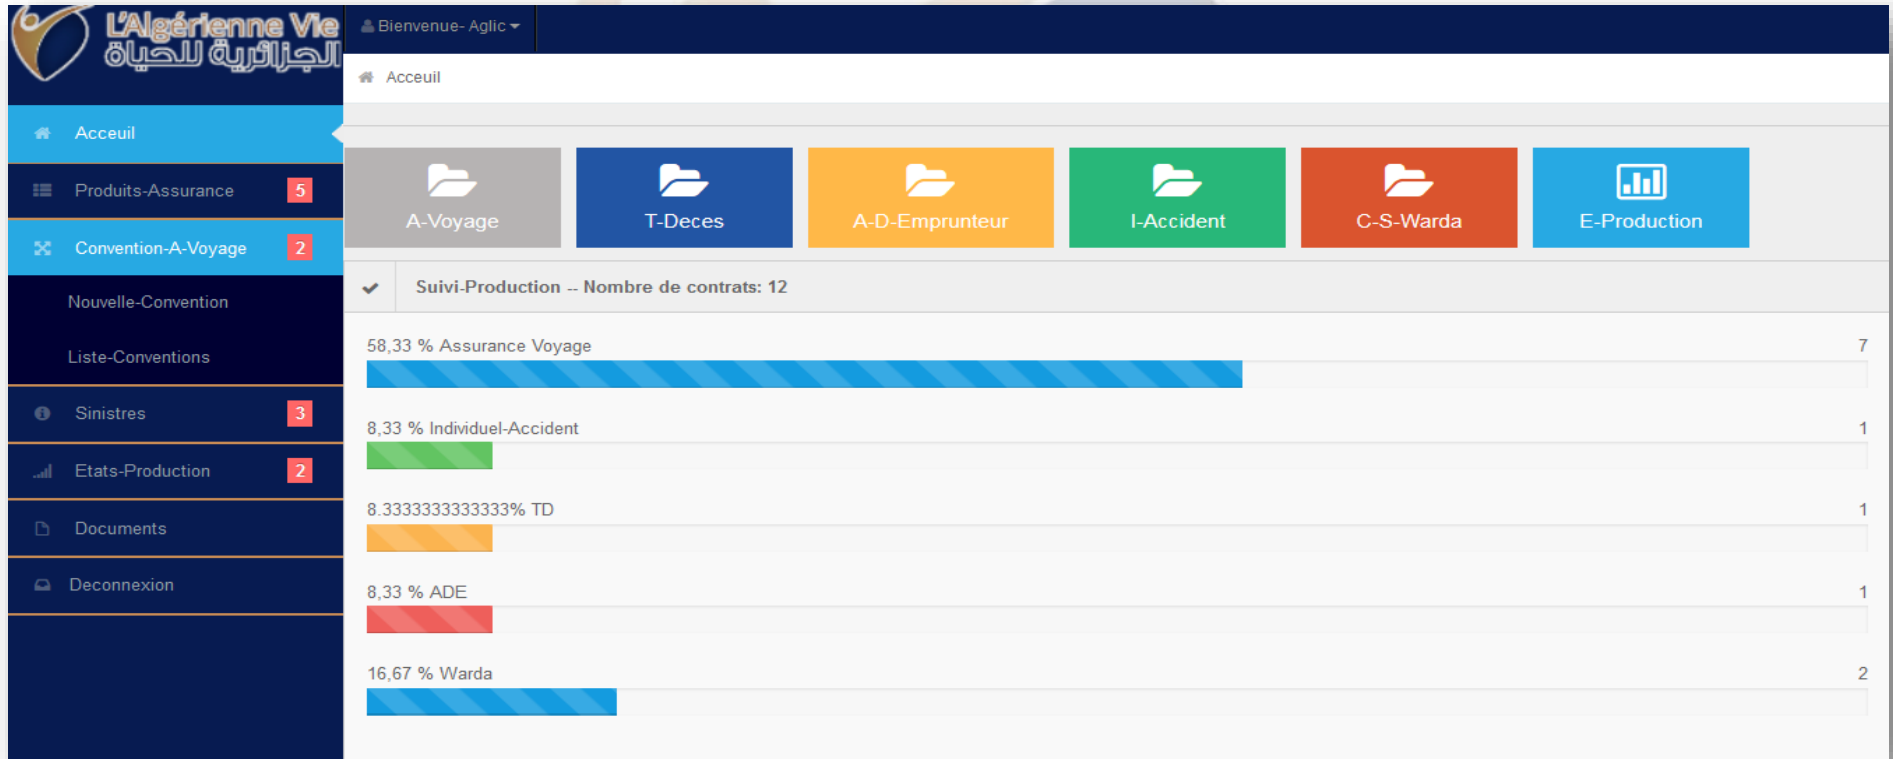 L'Algérienne Vie
الجزائرية للحياة
Bienvenue- Aglic
Acceuil
Acceuil
Produits-Assurance 5
Convention-A-Voyage 2
Nouvelle-Convention
Liste-Conventions
Sinistres 3
Etats-Production 2
Documents
Deconnexion
A-Voyage
T-Deces
A-D-Emprunteur
I-Accident
C-S-Warda
E-Production
Suivi-Production -- Nombre de contrats: 12
58,33 % Assurance Voyage 7
8,33 % Individuel-Accident 1
8.3333333333333% TD 1
8,33 % ADE 1
16,67 % Warda 2